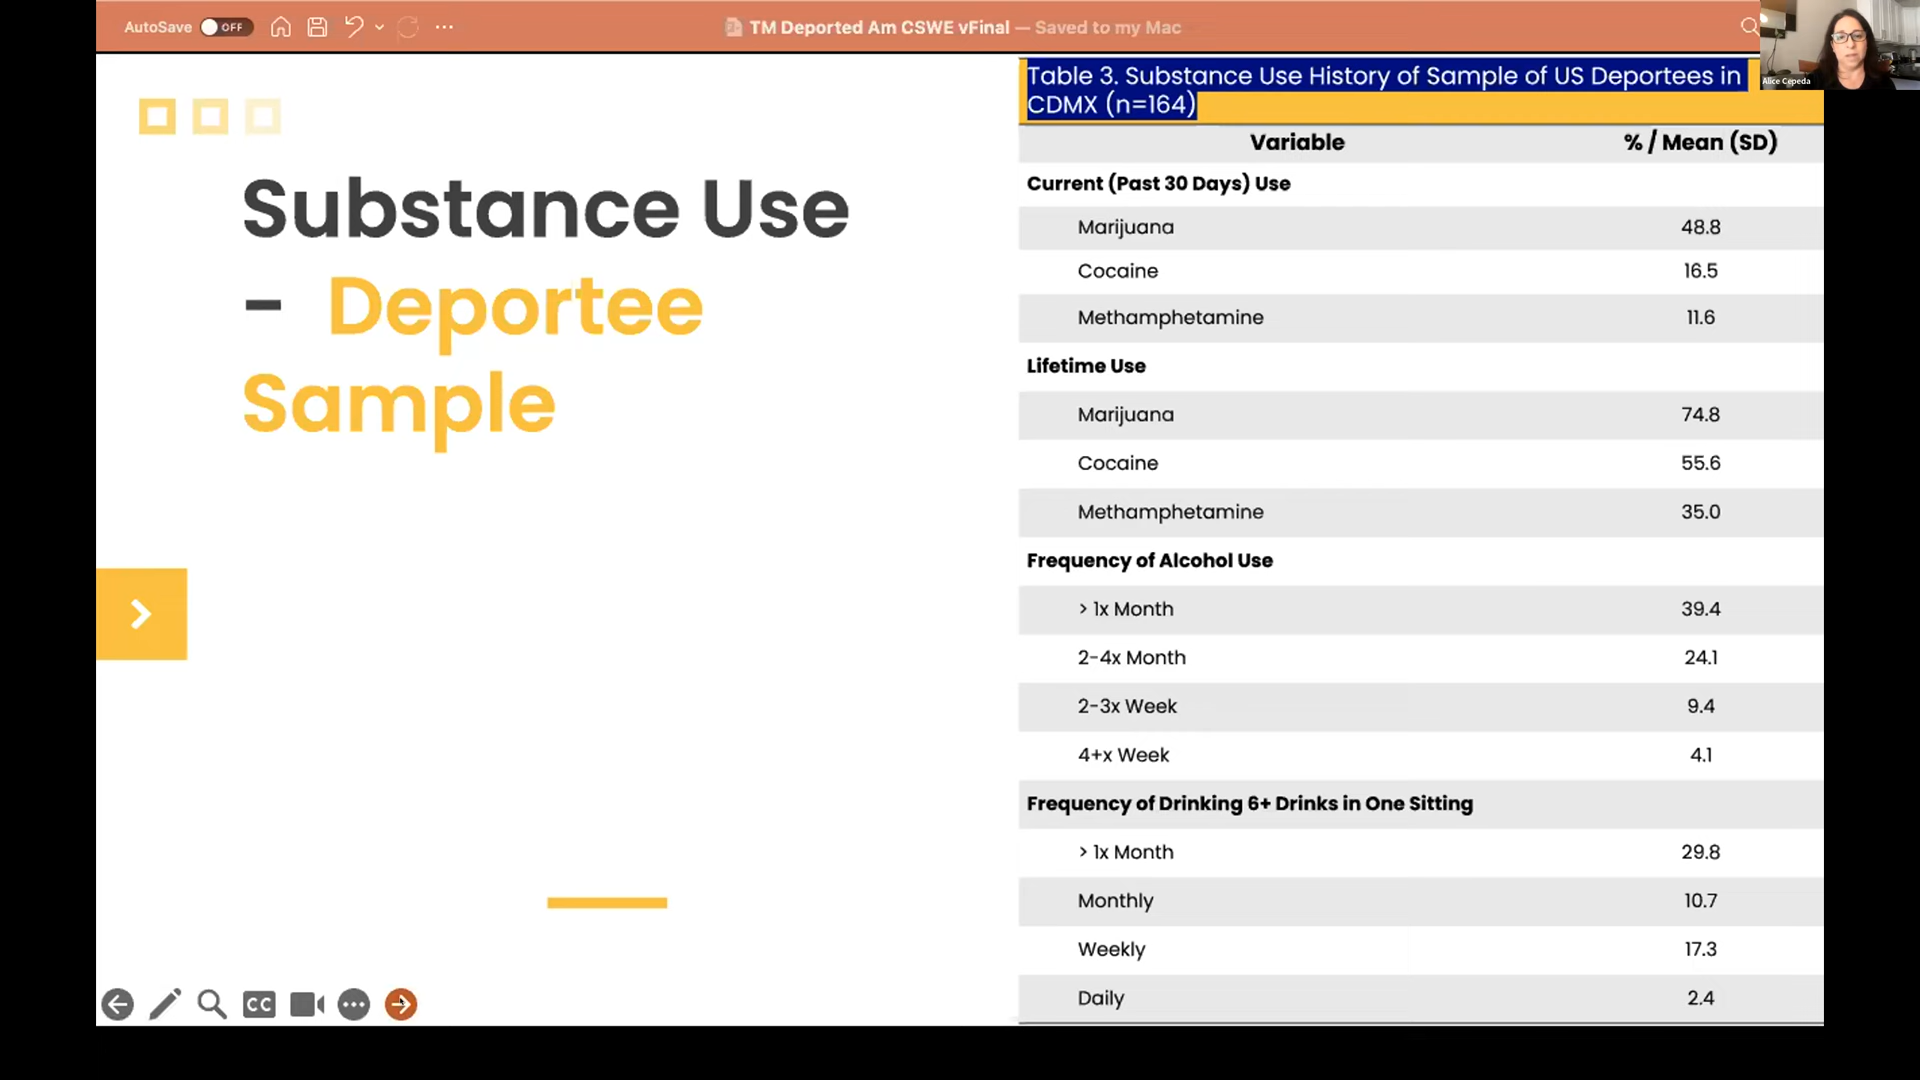 AutoSave OFF
TM Deported Am CSWE vFinal — Saved to my Mac
Alice Cepeda
Substance Use
- Deportee
Sample
Table 3. Substance Use History of Sample of US Deportees in
CDMX (n=164)
Variable % / Mean (SD)
Current (Past 30 Days) Use
Marijuana 48.8
Cocaine 16.5
Methamphetamine 11.6
Lifetime Use
Marijuana 74.8
Cocaine 55.6
Methamphetamine 35.0
Frequency of Alcohol Use
> 1x Month 39.4
2-4x Month 24.1
2-3x Week 9.4
4+x Week 4.1
Frequency of Drinking 6+ Drinks in One Sitting
> 1x Month 29.8
Monthly 10.7
Weekly 17.3
Daily 2.4
CC